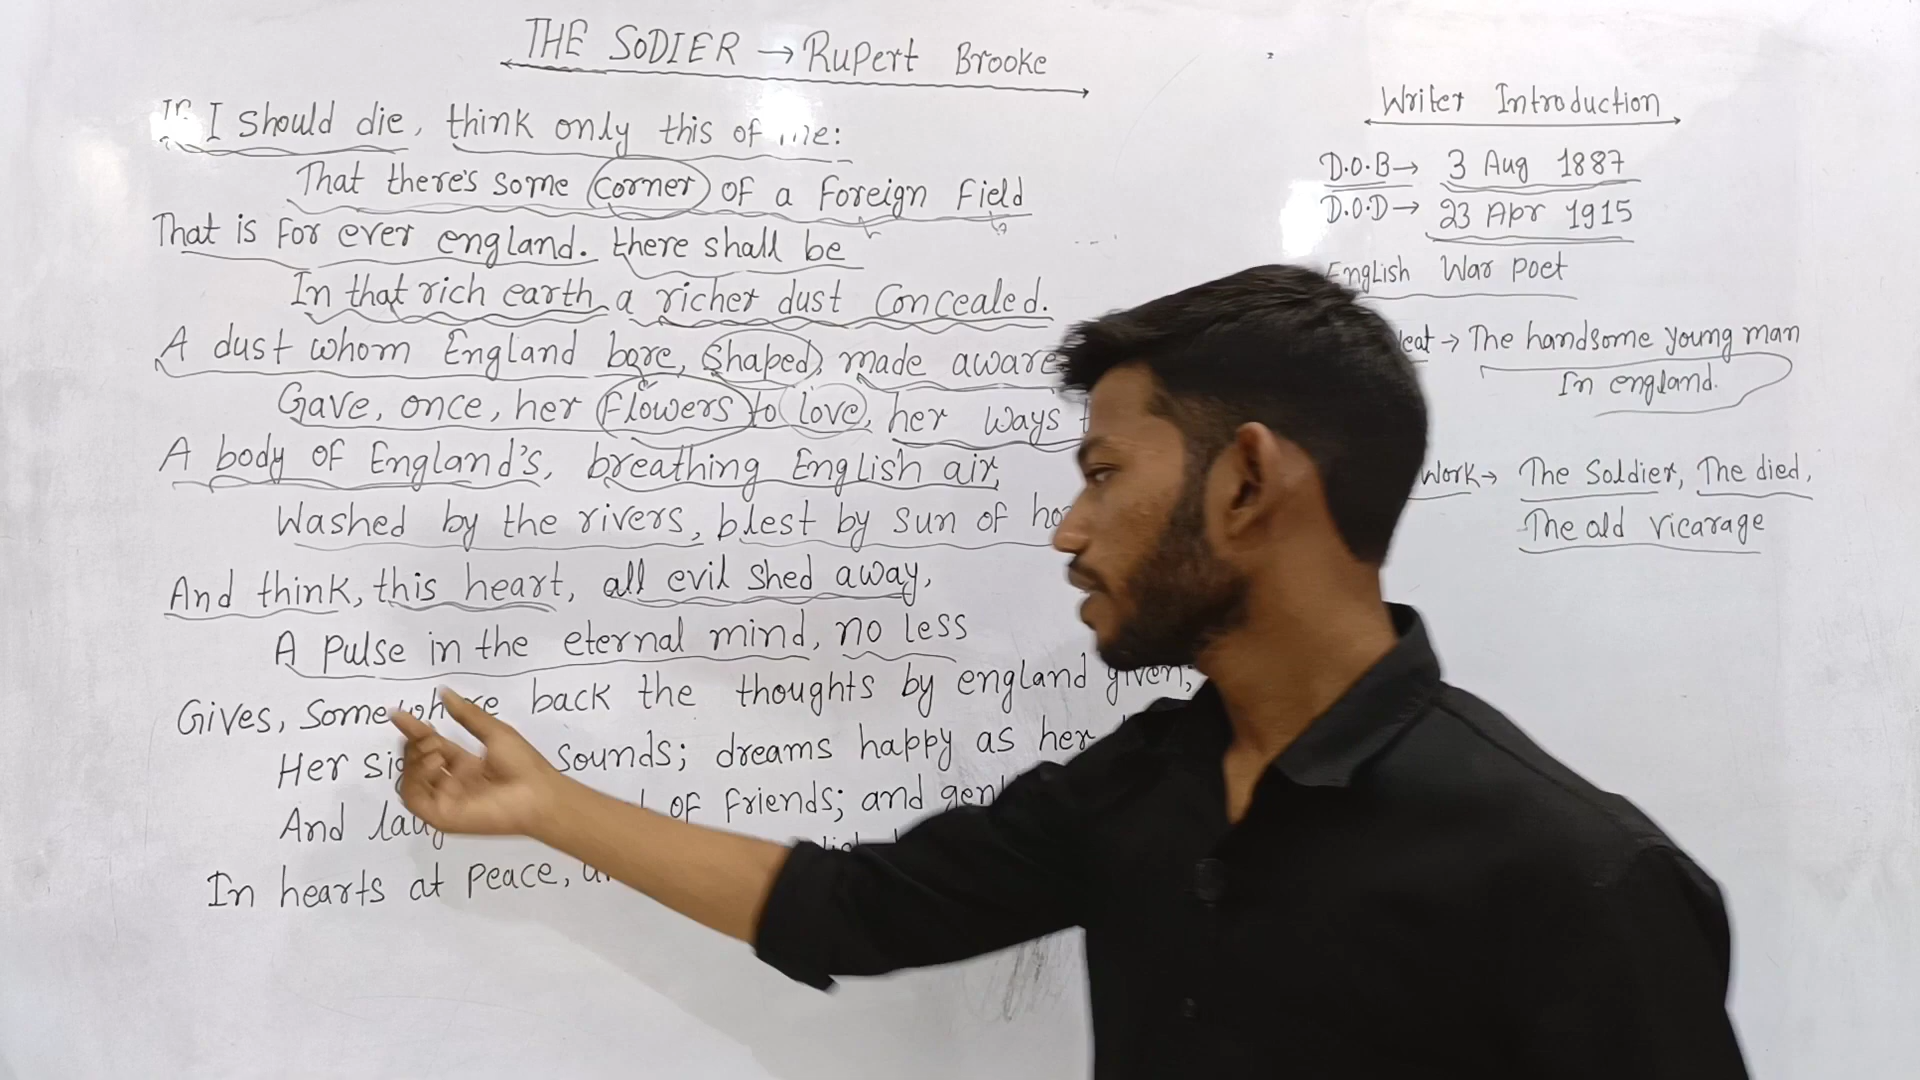 THE SODIER → Rupert Brooke
If I should die, think only this of me:
That there's some corner of a foreign field
That is for ever england. there shall be
In that rich earth a richer dust concealed.
A dust whom England bore, shaped, made aware
Gave, once, her flowers to love, her ways
A body of England's, breathing English air,
Washed by the rivers, blest by sun of
And think, this heart, all evil shed away,
A pulse in the eternal mind, no less
Gives, Somewhere back the thoughts by england given;
Her sounds; dreams happy as her
And of friends; and
In hearts at peace,
Writer Introduction
D.O.B → 3 Aug 1887
D.O.D → 23 Apr 1915
English War poet
→ The handsome young man
In england.
Work → The Soldier, The died,
The old vicarage